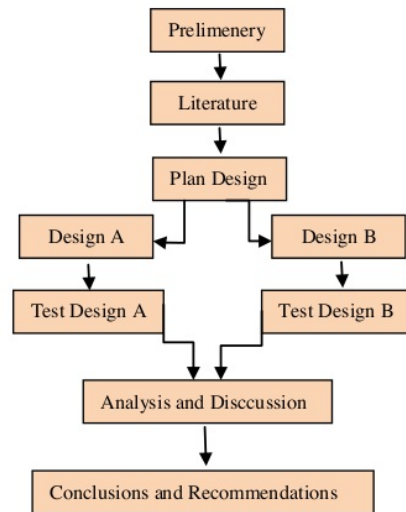 Prelimenery
Literature
Plan Design
Design A
Design B
Test Design A
Test Design B
Analysis and Disccussion
Conclusions and Recommendations